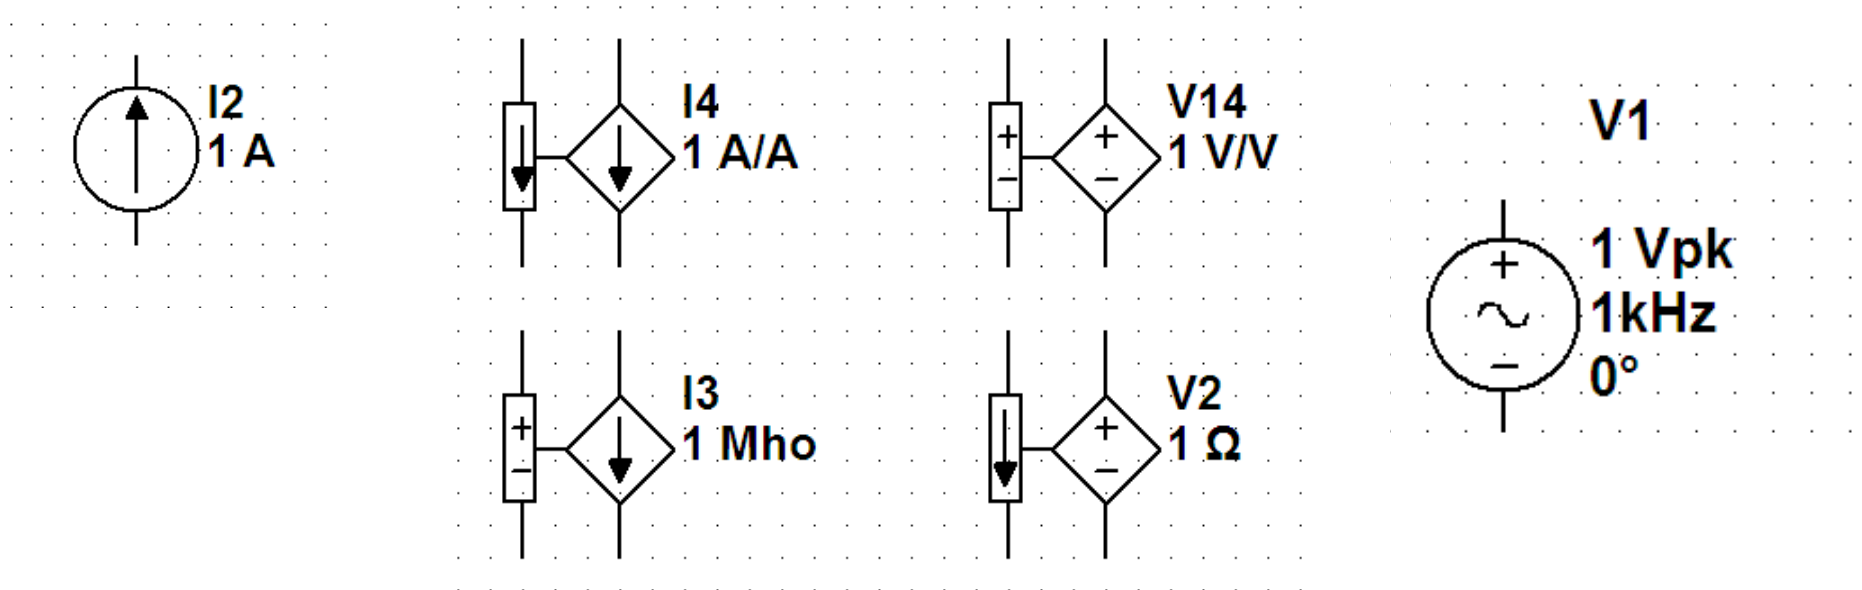 I2
1 A
I4
1 A/A
V14
1 V/V
I3
1 Mho
V2
1 Ω
V1
1 Vpk
1kHz
0°